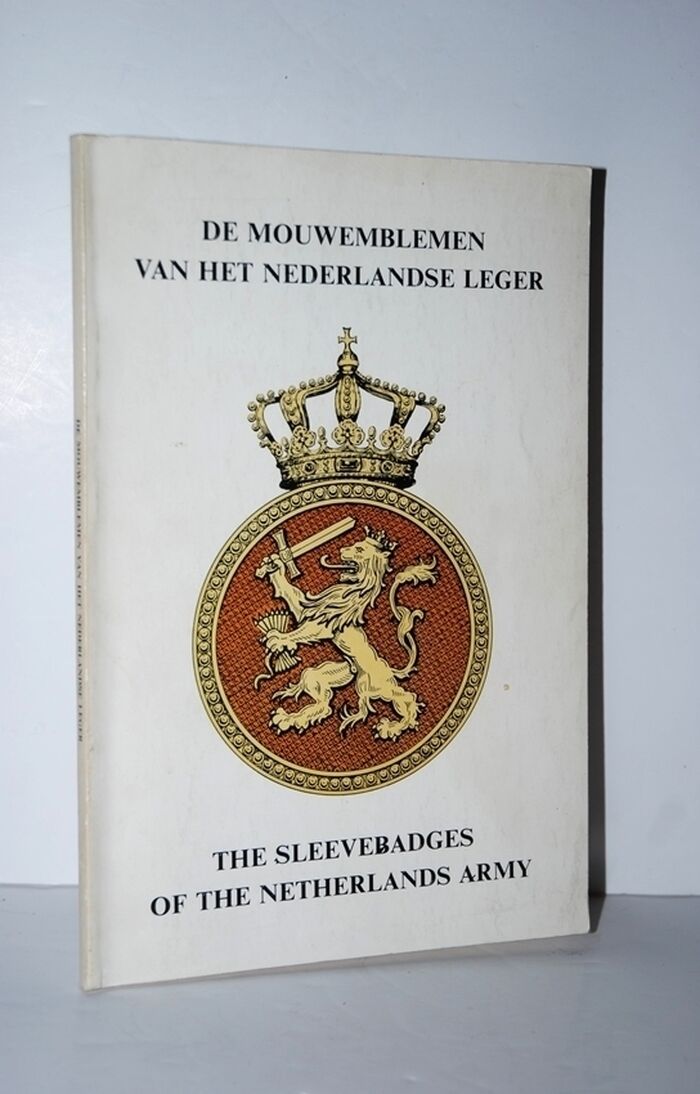 DE MOUWEMBLEMEN
VAN HET NEDERLANDSE LEGER
THE SLEEVEBADGES
OF THE NETHERLANDS ARMY
DE MOUWEMBLEMEN VAN HET NEDERLANDSE LEGER